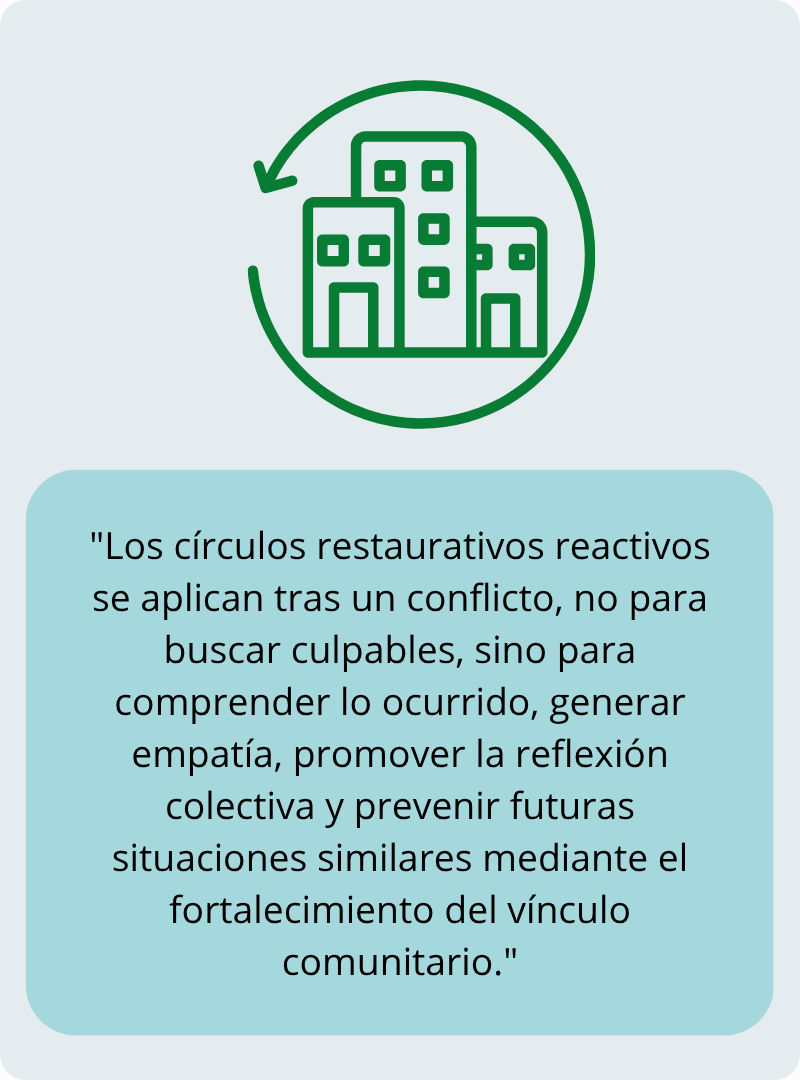 "Los círculos restaurativos reactivos
se aplican tras un conflicto, no para
buscar culpables, sino para
comprender lo ocurrido, generar
empatía, promover la reflexión
colectiva y prevenir futuras
situaciones similares mediante el
fortalecimiento del vínculo
comunitario."